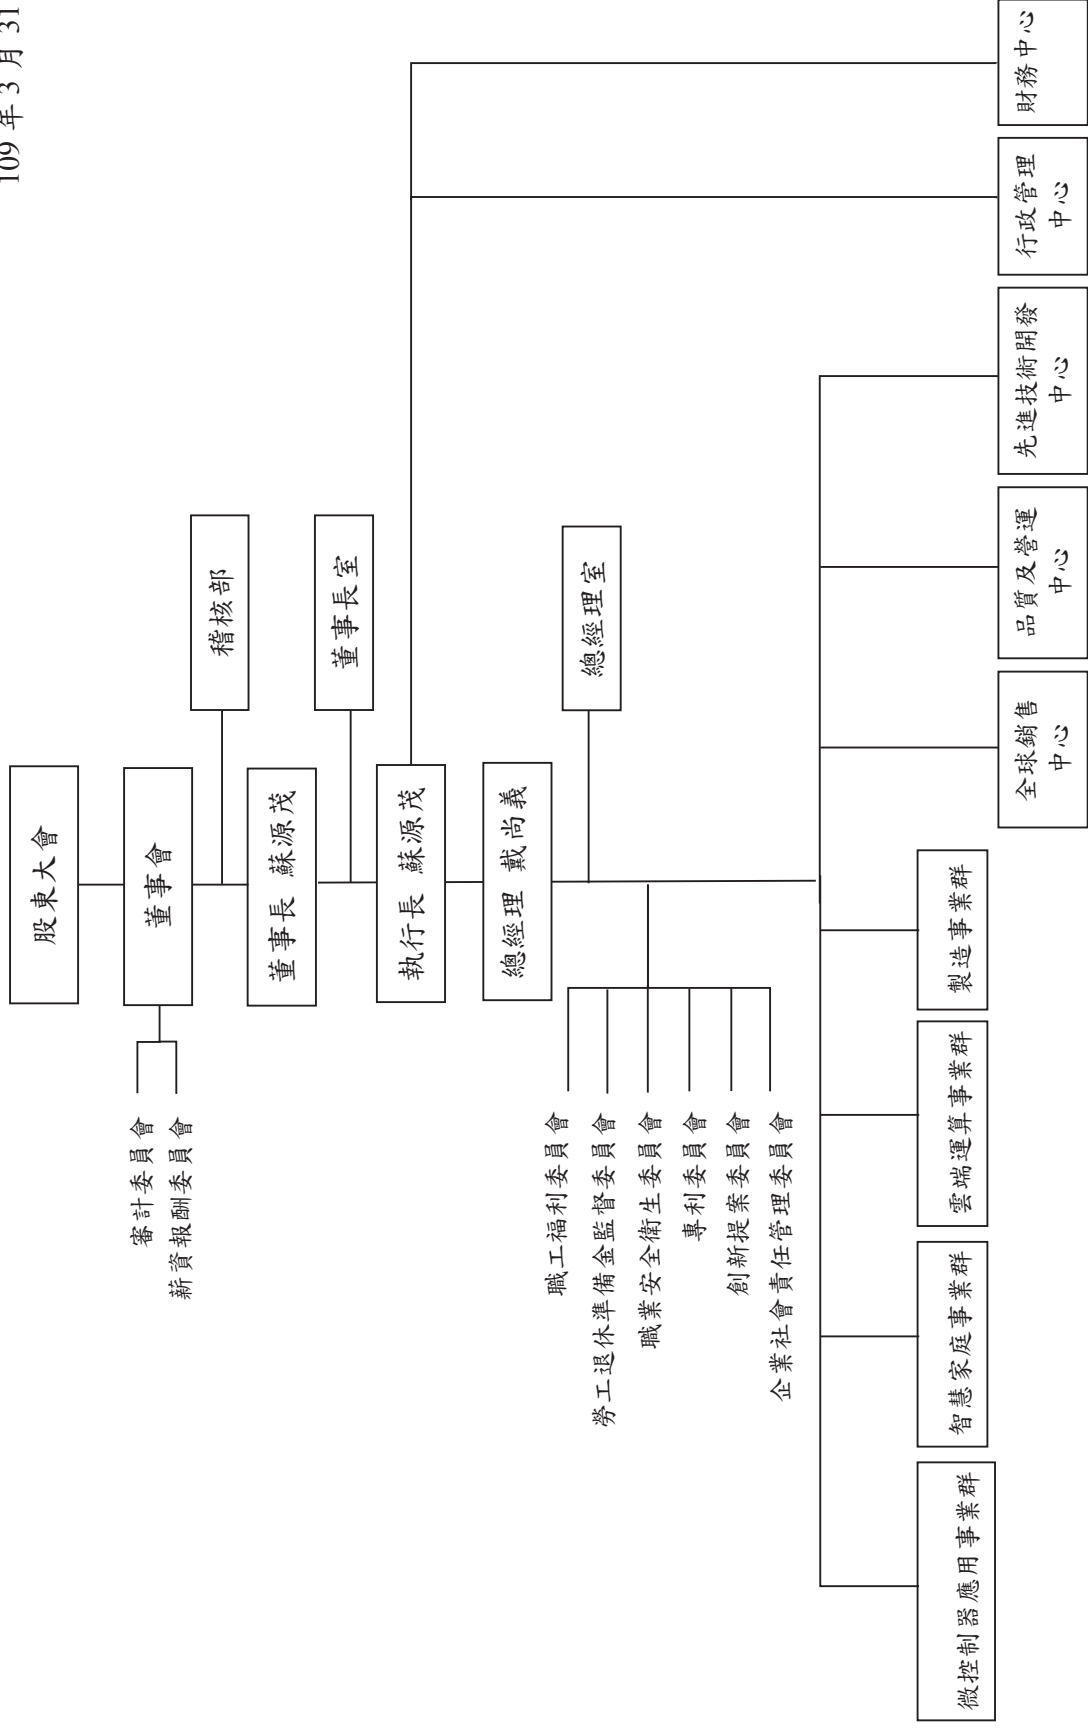 109 年 3 月 31
股東大會
董事會
審計委員會
薪資報酬委員會
稽核部
董事長 蘇源茂
董事長室
執行長 蘇源茂
總經理 戴尚義
總經理室
職工福利委員會
勞工退休準備金監督委員會
職業安全衛生委員會
專利委員會
創新提案委員會
企業社會責任管理委員會
微控制器應用事業群
智慧家庭事業群
雲端運算事業群
製造事業群
全球銷售
中心
品質及營運
中心
先進技術開發
中心
行政管理
中心
財務中心